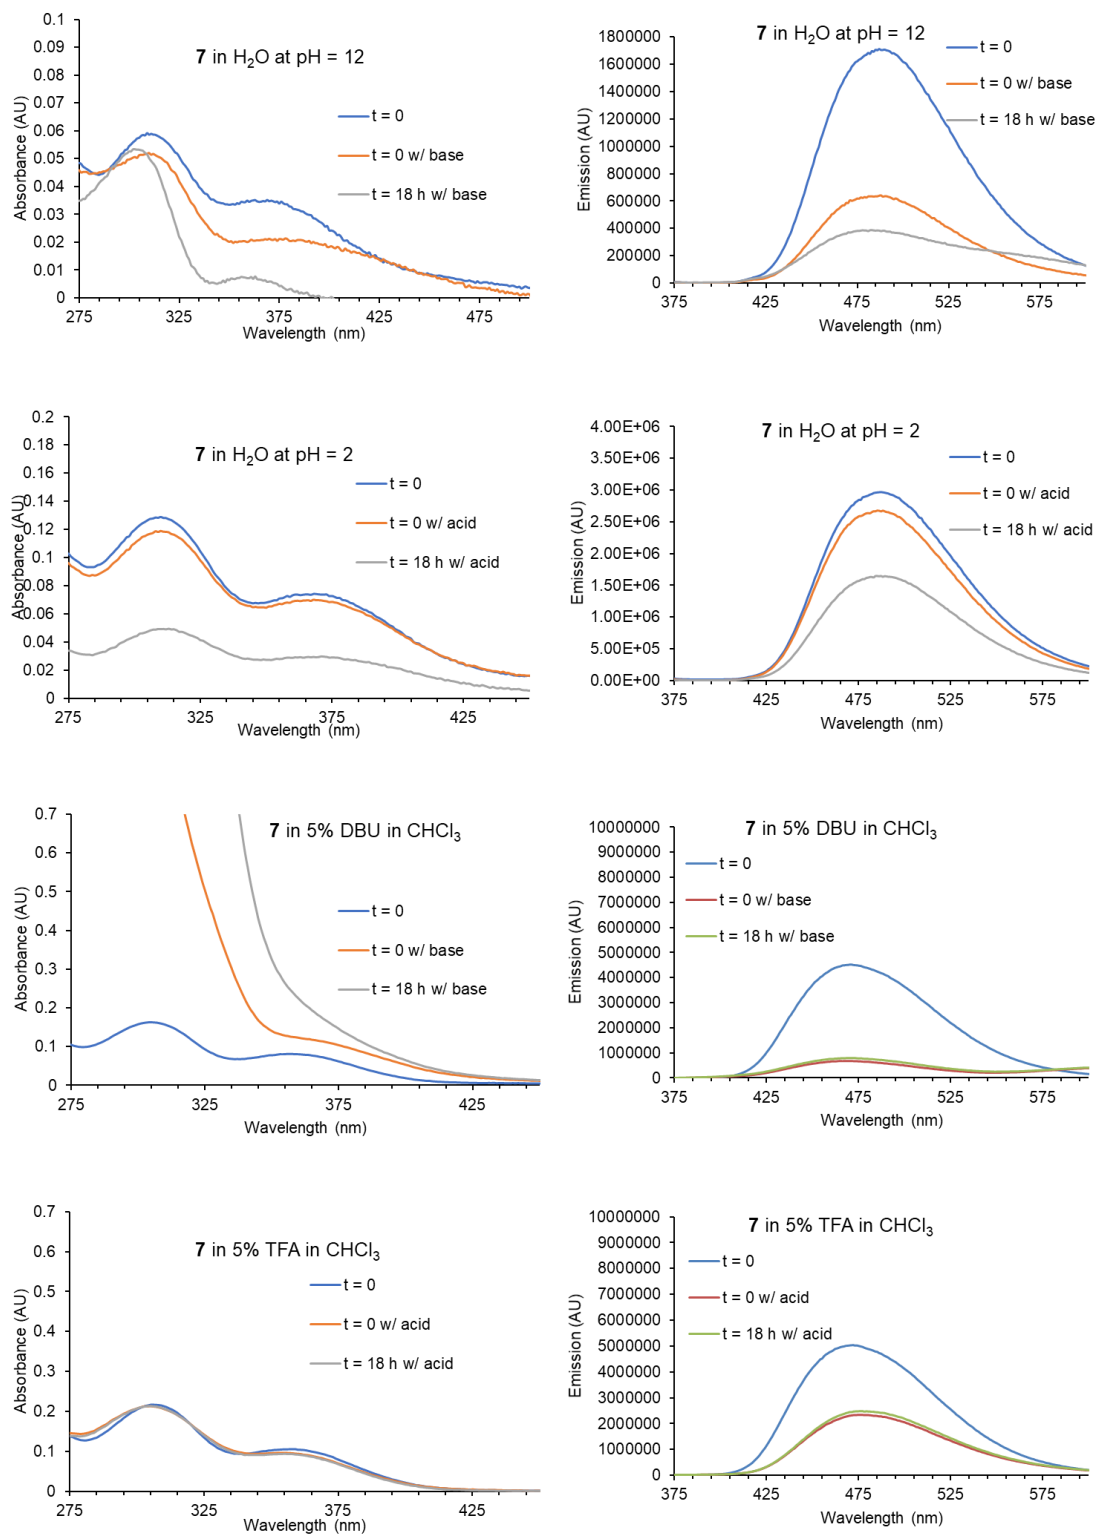 7 in H2O at pH = 12
0.1
0.09
0.08
0.07
0.06
0.05
0.04
0.03
0.02
0.01
0
Absorbance (AU)
t = 0
t = 0 w/ base
t = 18 h w/ base
275 325 375 425 475
Wavelength (nm)
7 in H2O at pH = 12
1800000
1600000
1400000
1200000
1000000
800000
600000
400000
200000
0
Emission (AU)
t = 0
t = 0 w/ base
t = 18 h w/ base
375 425 475 525 575
Wavelength (nm)
7 in H2O at pH = 2
0.2
0.18
0.16
0.14
0.12
0.1
0.08
0.06
0.04
0.02
0
Absorbance (AU)
t = 0
t = 0 w/ acid
t = 18 h w/ acid
275 325 375 425
Wavelength (nm)
7 in H2O at pH = 2
4.00E+06
3.50E+06
3.00E+06
2.50E+06
2.00E+06
1.50E+06
1.00E+06
5.00E+05
0.00E+00
Emission (AU)
t = 0
t = 0 w/ acid
t = 18 h w/ acid
375 425 475 525 575
Wavelength (nm)
7 in 5% DBU in CHCl3
0.7
0.6
0.5
0.4
0.3
0.2
0.1
0
Absorbance (AU)
t = 0
t = 0 w/ base
t = 18 h w/ base
275 325 375 425
Wavelength (nm)
7 in 5% DBU in CHCl3
10000000
9000000
8000000
7000000
6000000
5000000
4000000
3000000
2000000
1000000
0
Emission (AU)
t = 0
t = 0 w/ base
t = 18 h w/ base
375 425 475 525 575
Wavelength (nm)
7 in 5% TFA in CHCl3
0.7
0.6
0.5
0.4
0.3
0.2
0.1
0
Absorbance (AU)
t = 0
t = 0 w/ acid
t = 18 h w/ acid
275 325 375 425
Wavelength (nm)
7 in 5% TFA in CHCl3
10000000
9000000
8000000
7000000
6000000
5000000
4000000
3000000
2000000
1000000
0
Emission (AU)
t = 0
t = 0 w/ acid
t = 18 h w/ acid
375 425 475 525 575
Wavelength (nm)